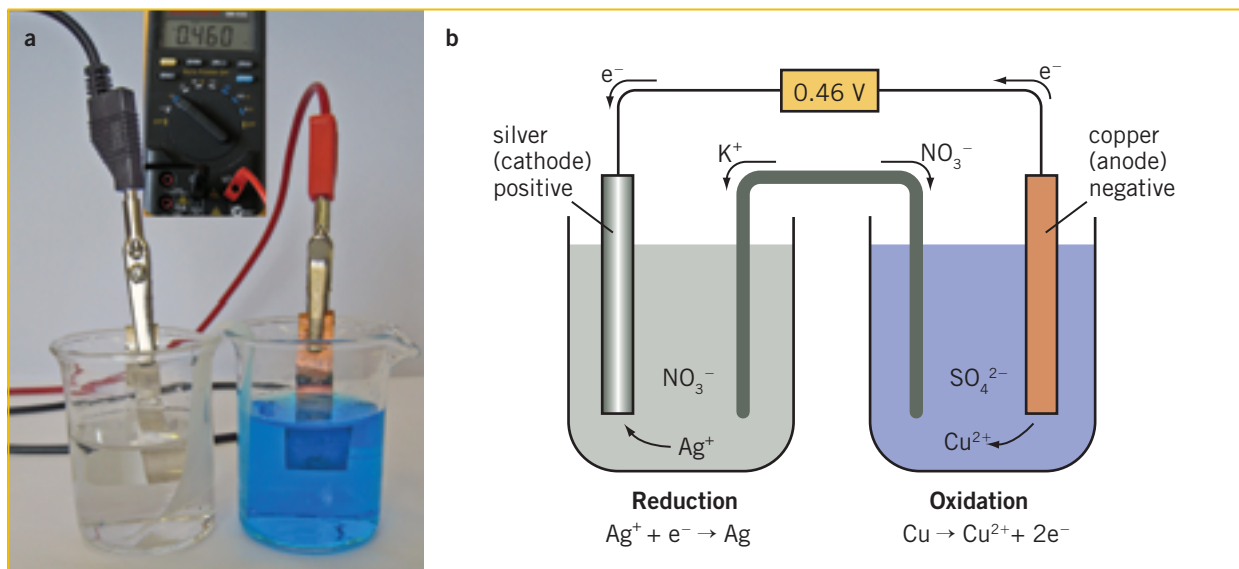 a
0.460
b
e⁻
0.46 V
e⁻
silver
(cathode)
positive
K⁺
NO₃⁻
copper
(anode)
negative
NO₃⁻
SO₄²⁻
Ag⁺
Cu²⁺
Reduction
Ag⁺ + e⁻ → Ag
Oxidation
Cu → Cu²⁺ + 2e⁻